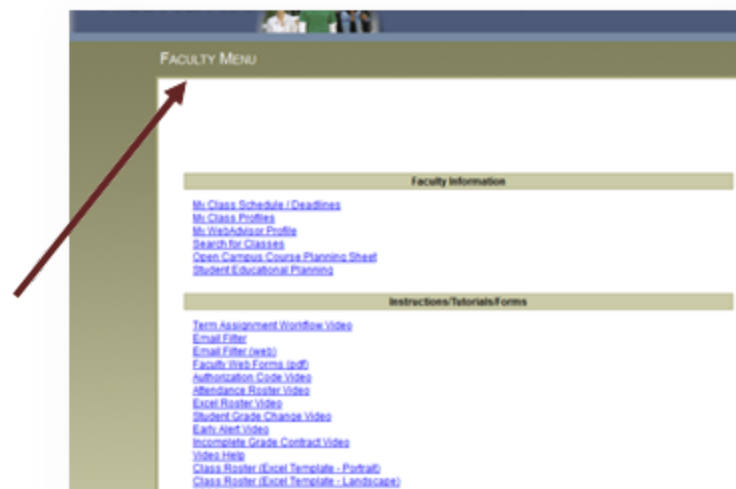 FACULTY MENU
Faculty Information
My Class Schedule / Deadlines
My Class Profiles
My WebAdvisor Profile
Search for Classes
Open Campus Course Planning Sheet
Student Educational Planning
Instructions/Tutorials/Forms
Term Assignment Workflow Video
Email Filter
Email Filter (web)
Faculty Web Forms (pdf)
Authorization Code Video
Attendance Roster Video
Excel Roster Video
Student Grade Change Video
Early Alert Video
Incomplete Grade Contract Video
Video Help
Class Roster (Excel Template - Portrait)
Class Roster (Excel Template - Landscape)